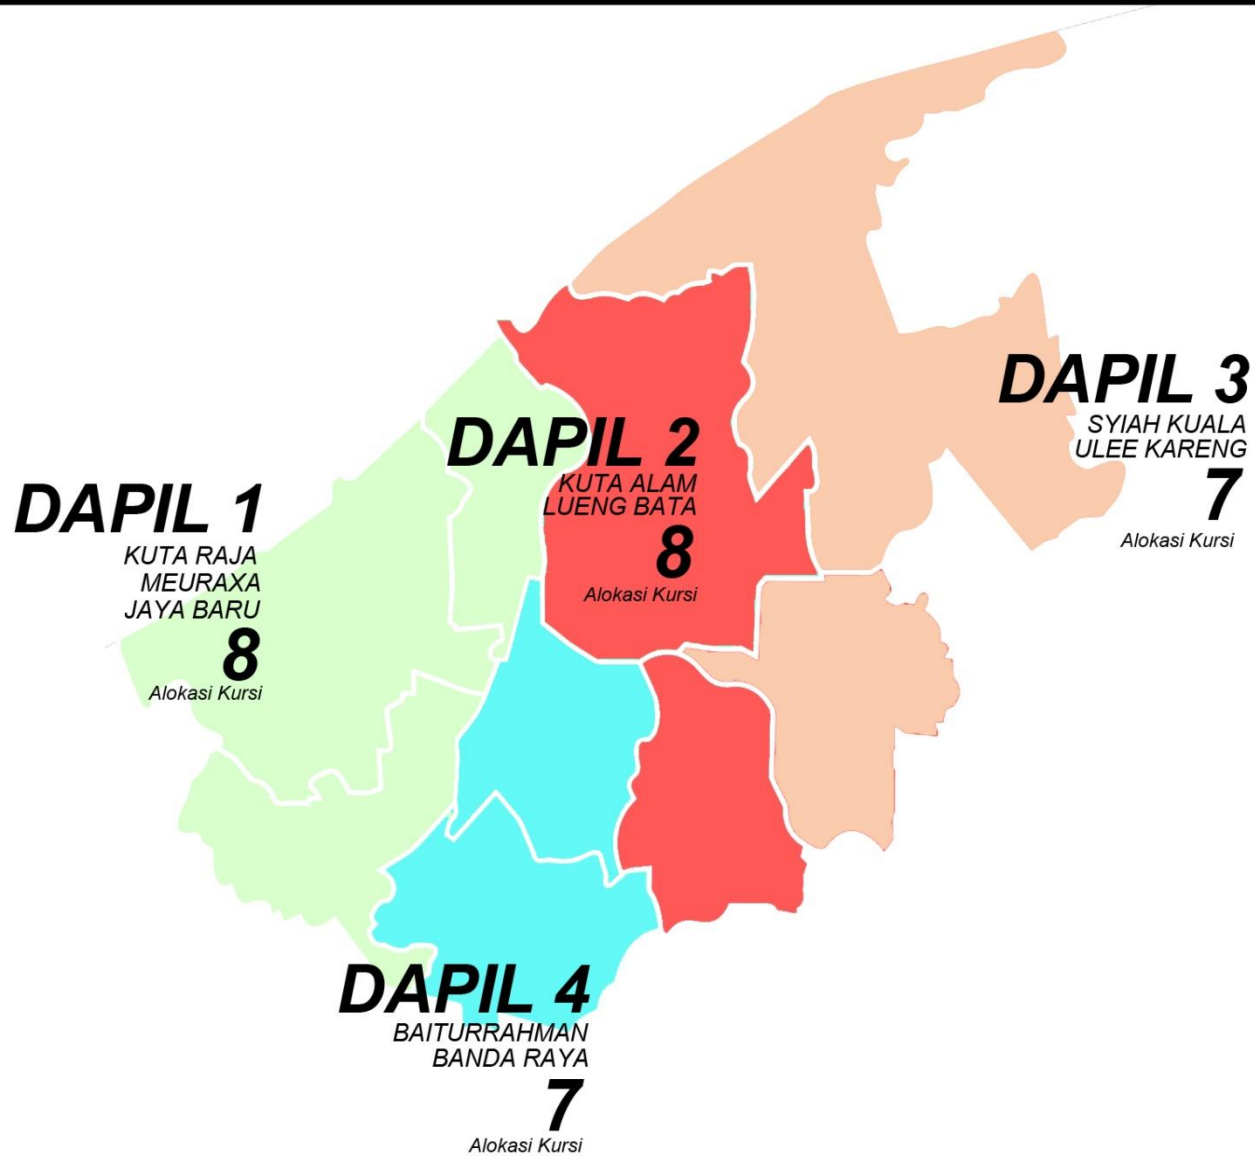 DAPIL 1
KUTA RAJA
MEURAXA
JAYA BARU
8
Alokasi Kursi
DAPIL 2
KUTA ALAM
LUENG BATA
8
Alokasi Kursi
DAPIL 3
SYIAH KUALA
ULEE KARENG
7
Alokasi Kursi
DAPIL 4
BAITURRAHMAN
BANDA RAYA
7
Alokasi Kursi